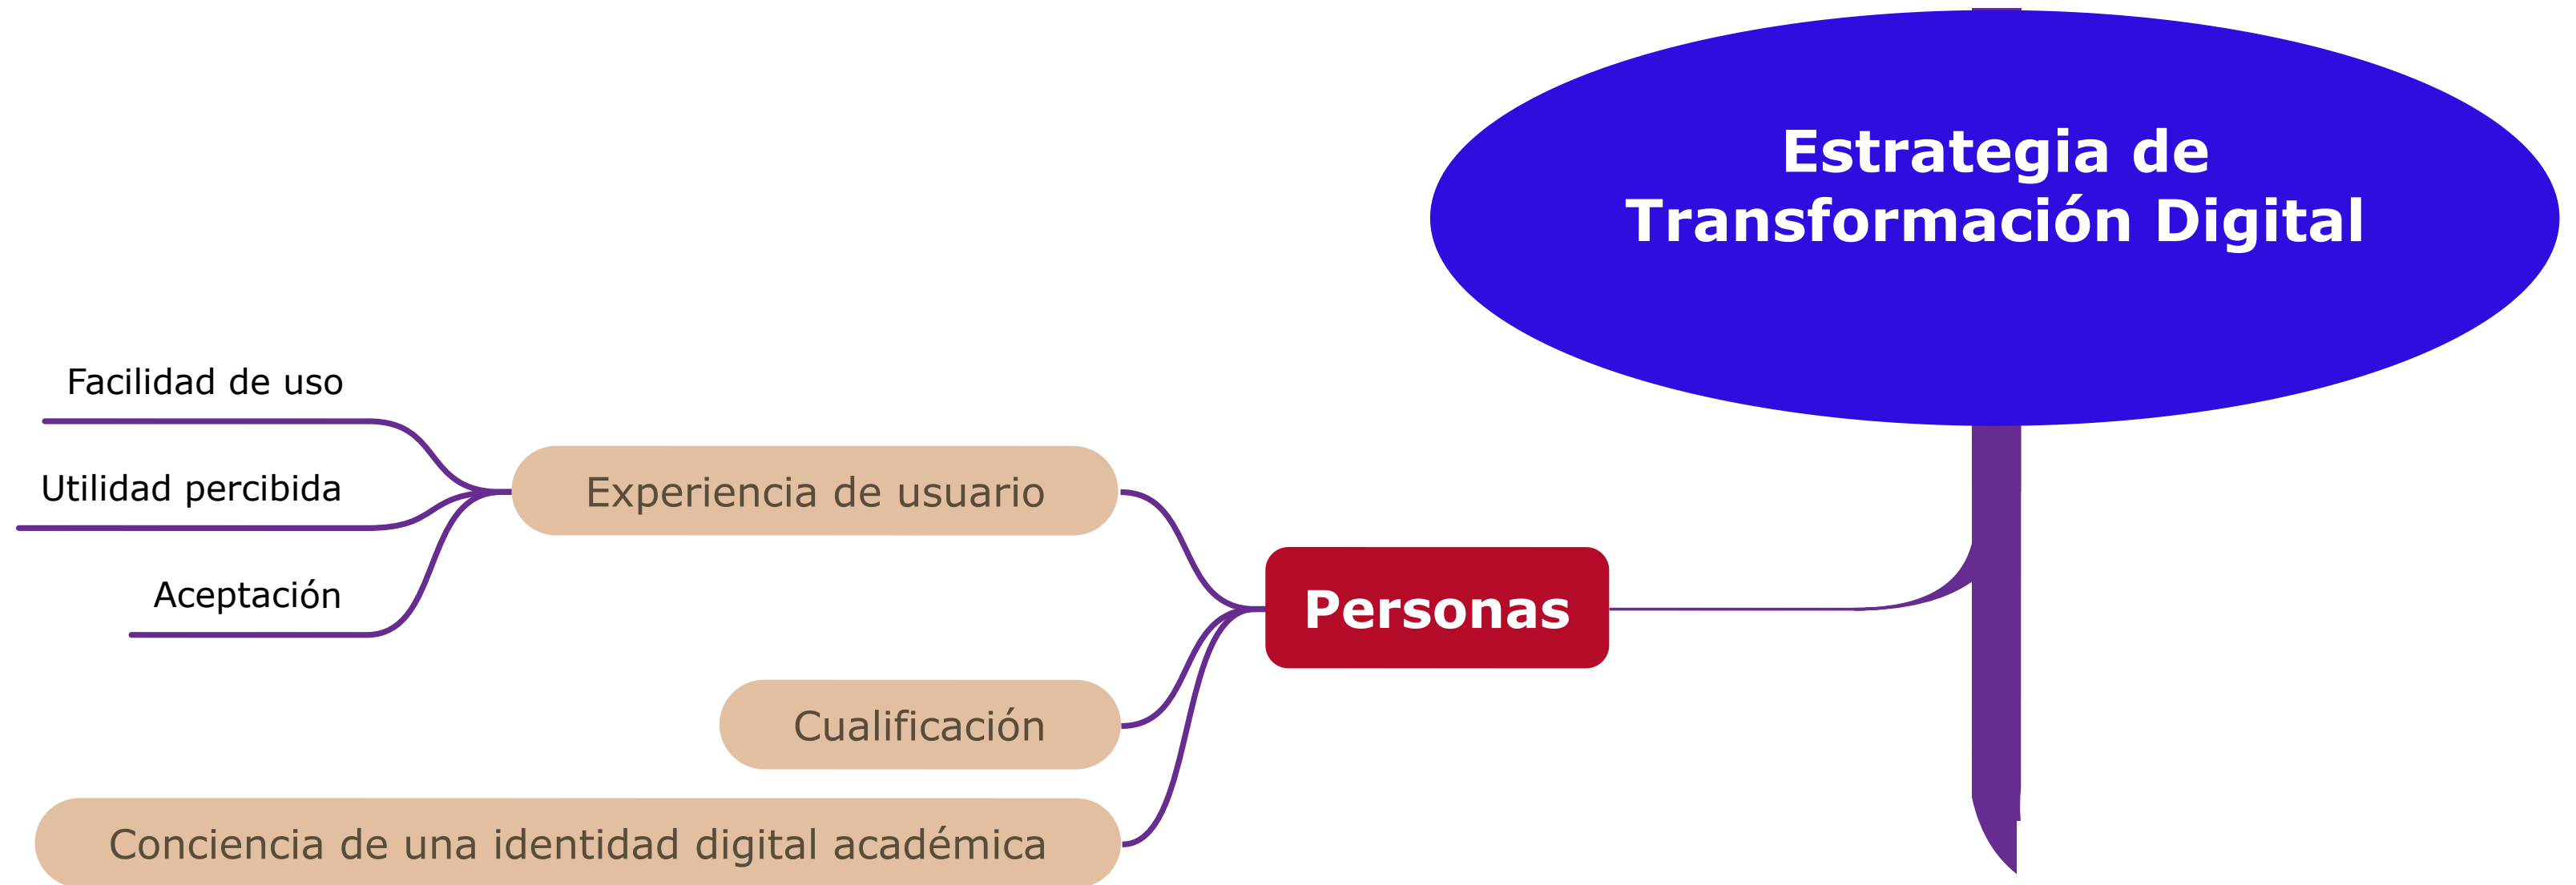 Estrategia de
Transformación Digital
Facilidad de uso
Utilidad percibida
Experiencia de usuario
Aceptación
Personas
Cualificación
Conciencia de una identidad digital académica